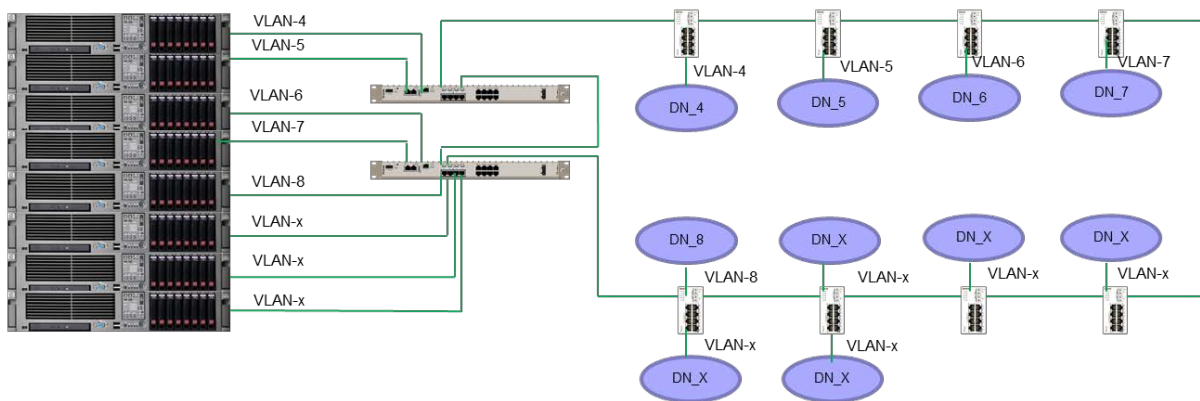 VLAN-4
VLAN-5
VLAN-6
VLAN-7
VLAN-8
VLAN-x
VLAN-x
VLAN-x
VLAN-4
VLAN-5
VLAN-6
VLAN-7
DN_4
DN_5
DN_6
DN_7
DN_8
DN_X
DN_X
DN_X
VLAN-8
VLAN-x
VLAN-x
VLAN-x
VLAN-x
VLAN-x
DN_X
DN_X